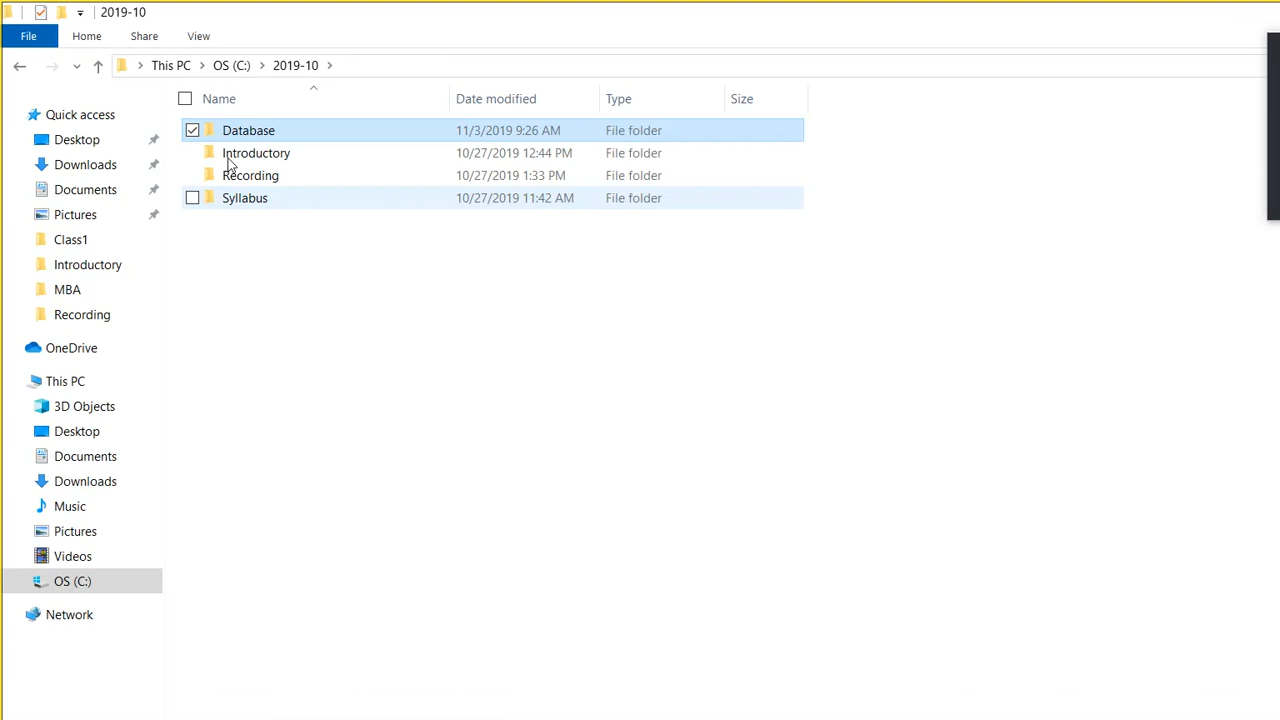 2019-10
File Home Share View
This PC OS (C:) 2019-10
Name Date modified Type Size
Quick access
Database 11/3/2019 9:26 AM File folder
Desktop
Introductory 10/27/2019 12:44 PM File folder
Downloads
Recording 10/27/2019 1:33 PM File folder
Documents
Syllabus 10/27/2019 11:42 AM File folder
Pictures
Class1
Introductory
MBA
Recording
OneDrive
This PC
3D Objects
Desktop
Documents
Downloads
Music
Pictures
Videos
OS (C:)
Network